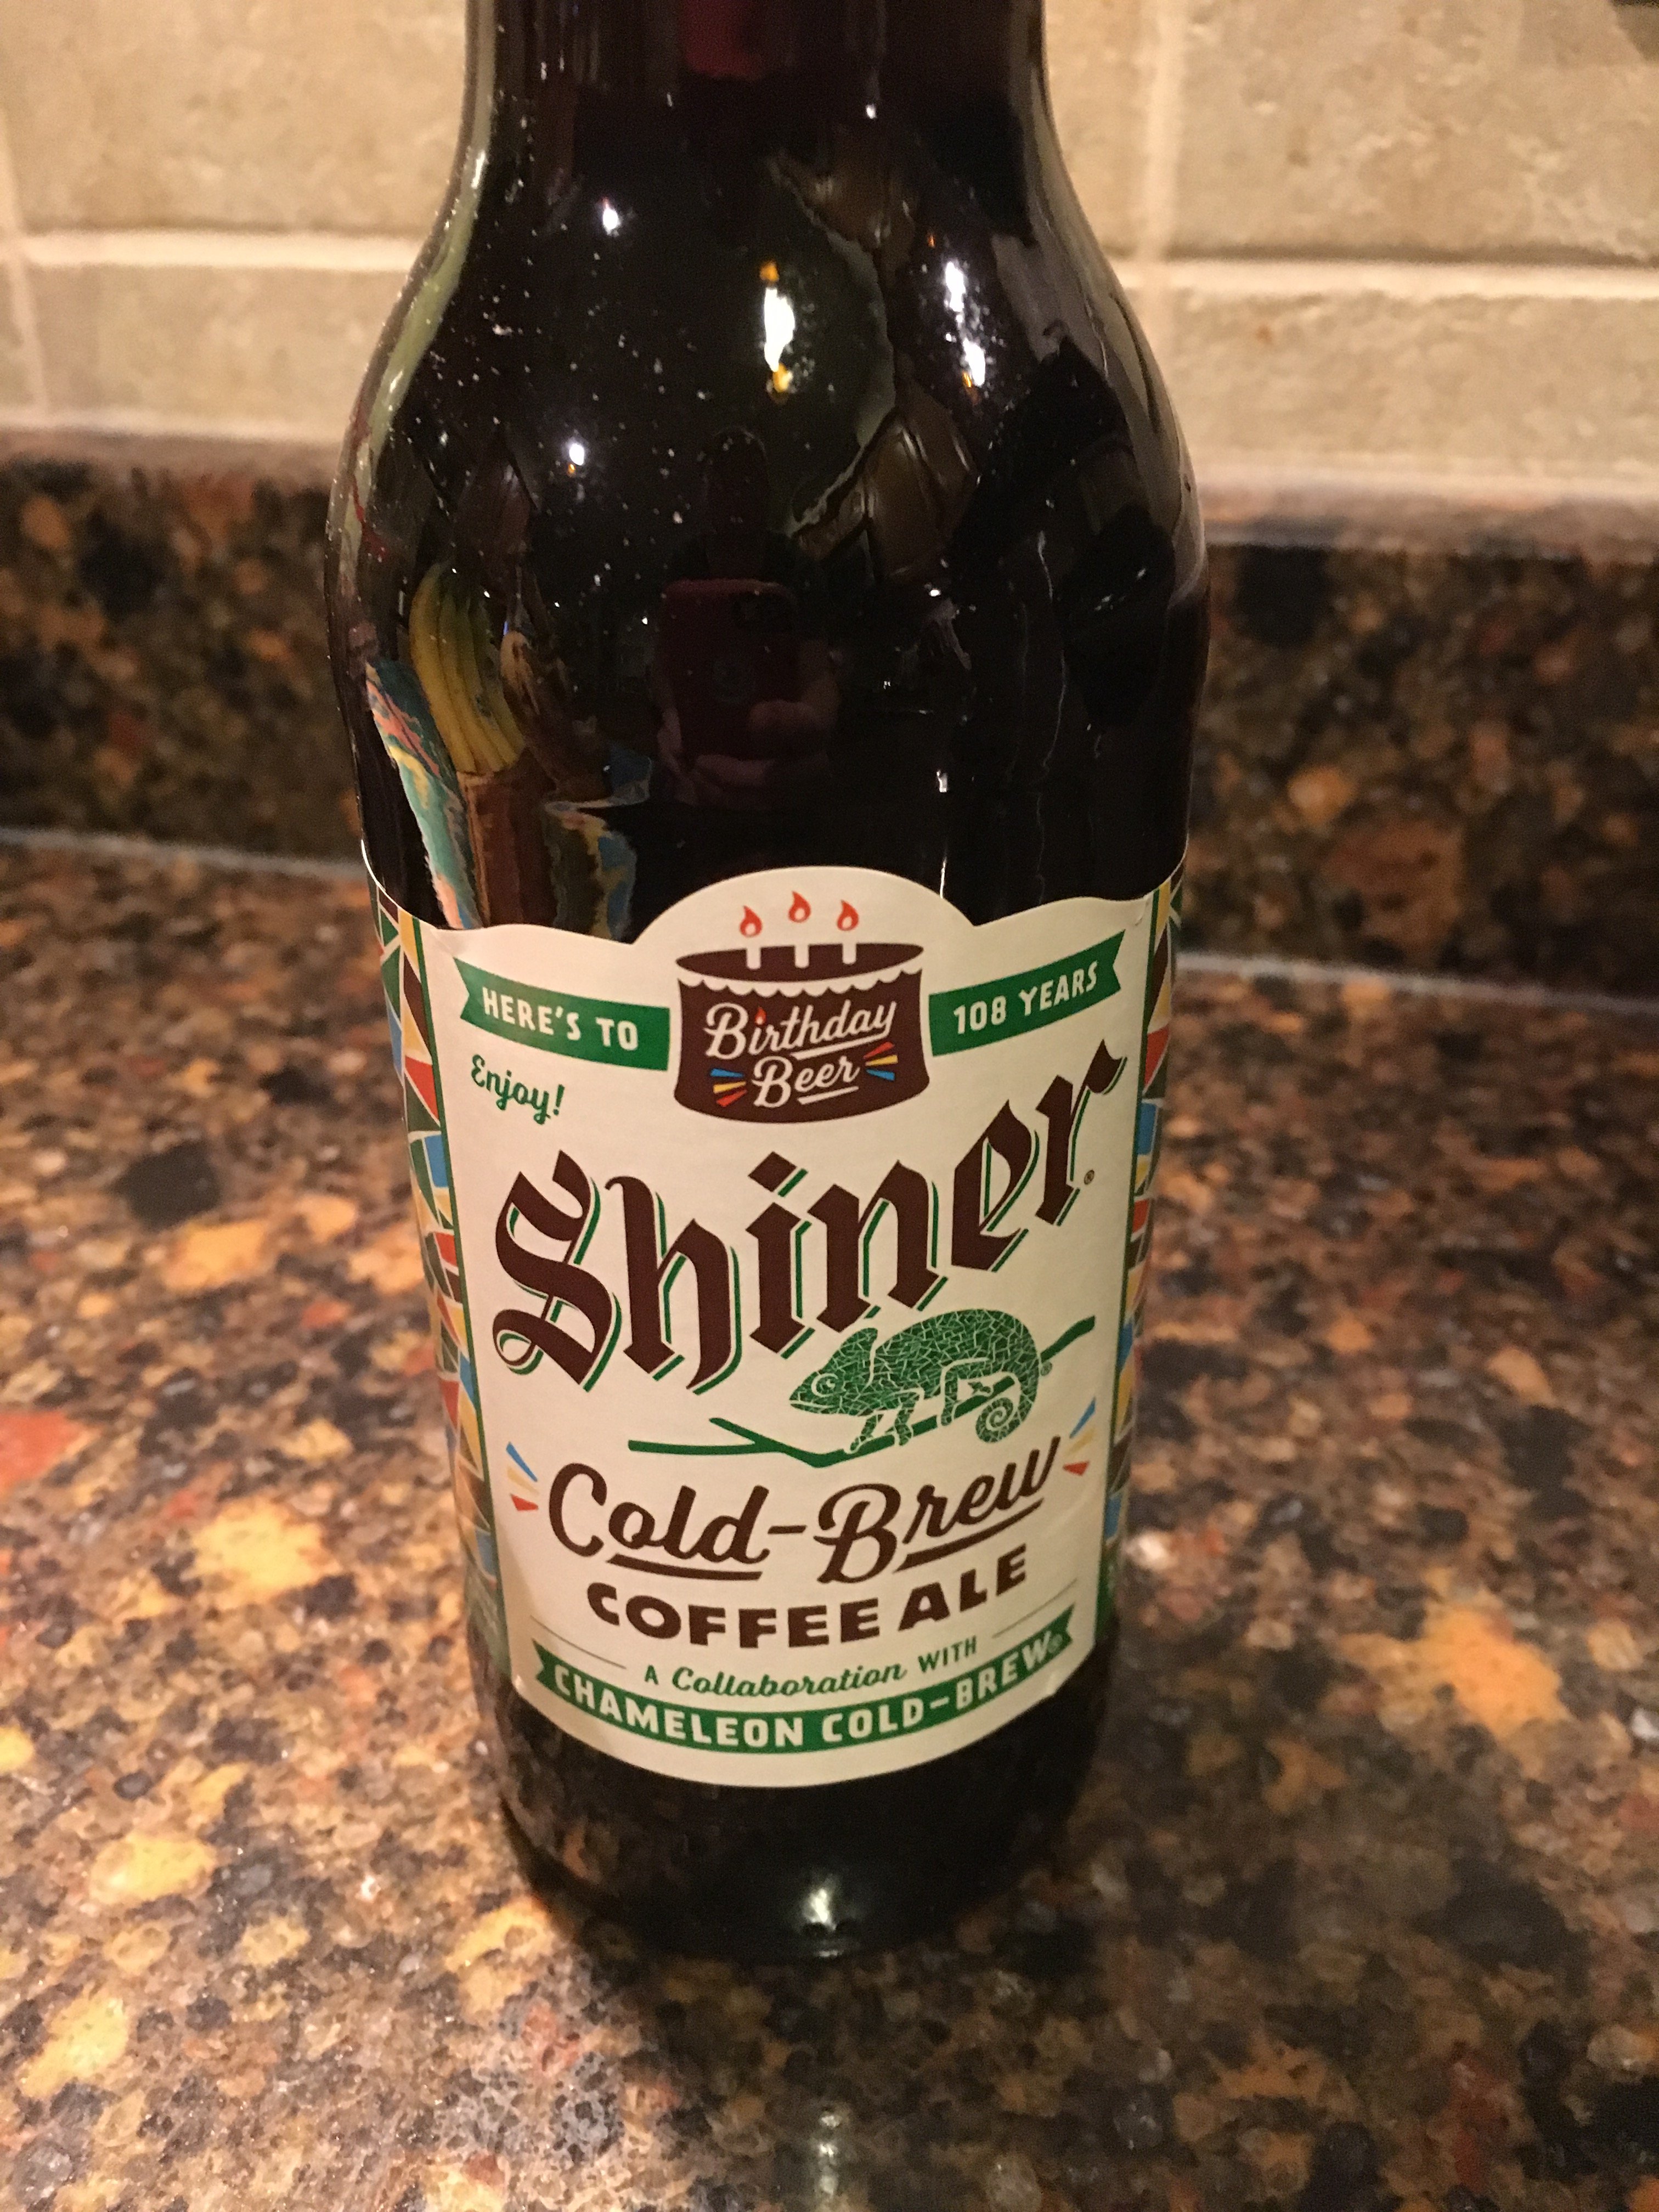 HERE'S TO
Birthday
Beer
108 YEARS
Enjoy!
Shiner®
Cold-Brew
COFFEE ALE
A Collaboration WITH
CHAMELEON COLD-BREW®